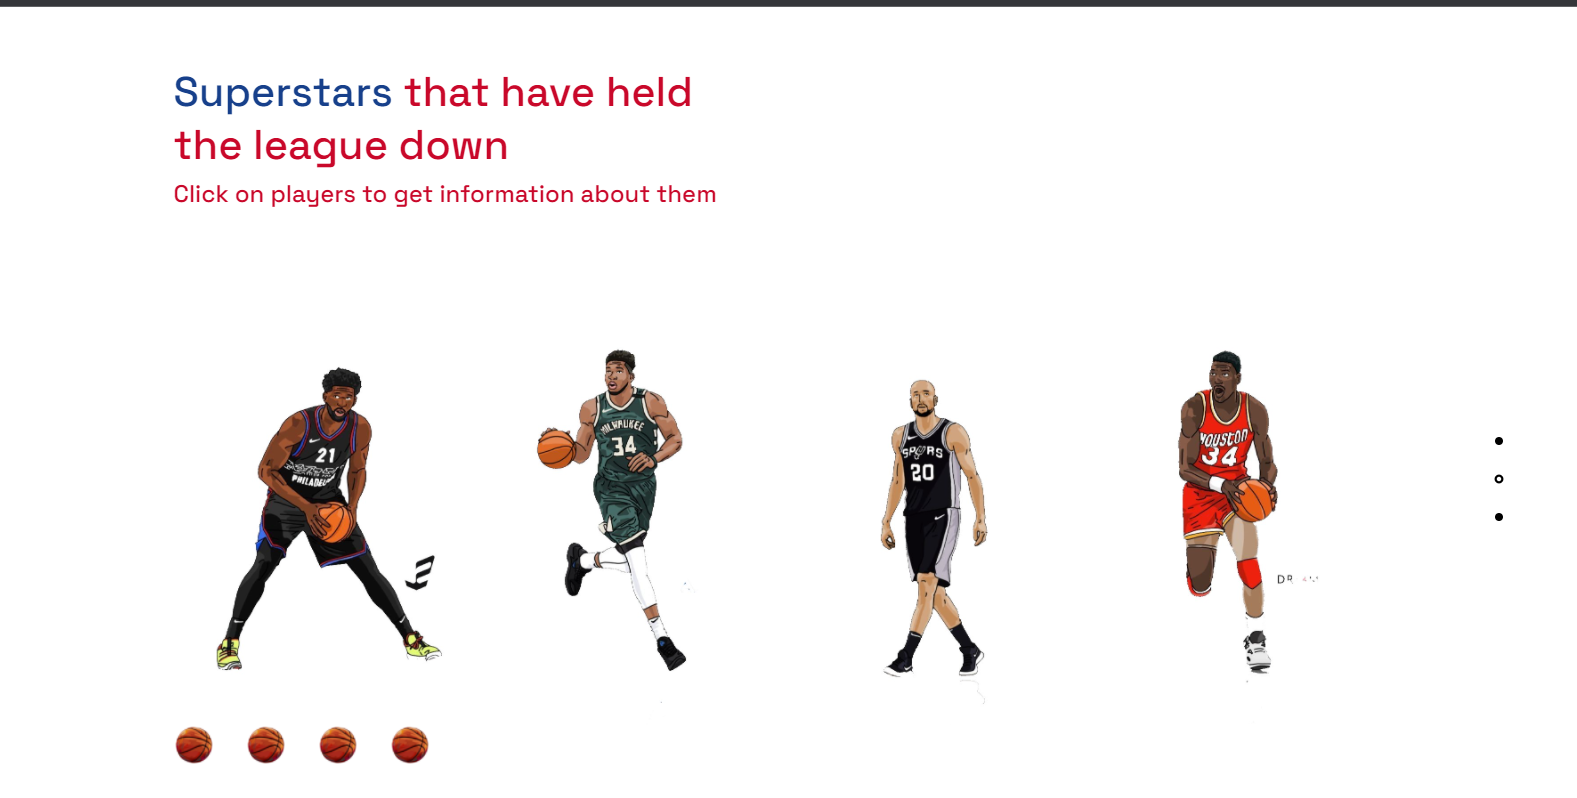 Superstars that have held
the league down
Click on players to get information about them
21
PHILADEL
MILWAUKEE
34
SPURS
20
HOUSTON
34